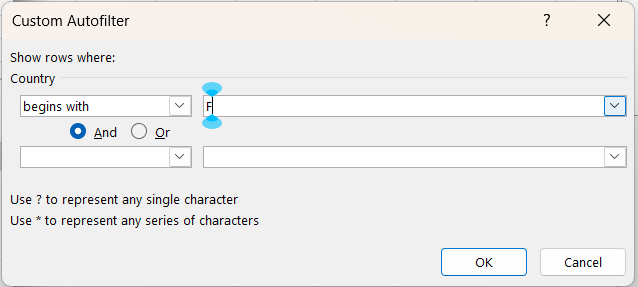 Custom Autofilter ? X
Show rows where:
Country
begins with F
And Or
Use ? to represent any single character
Use * to represent any series of characters
OK Cancel